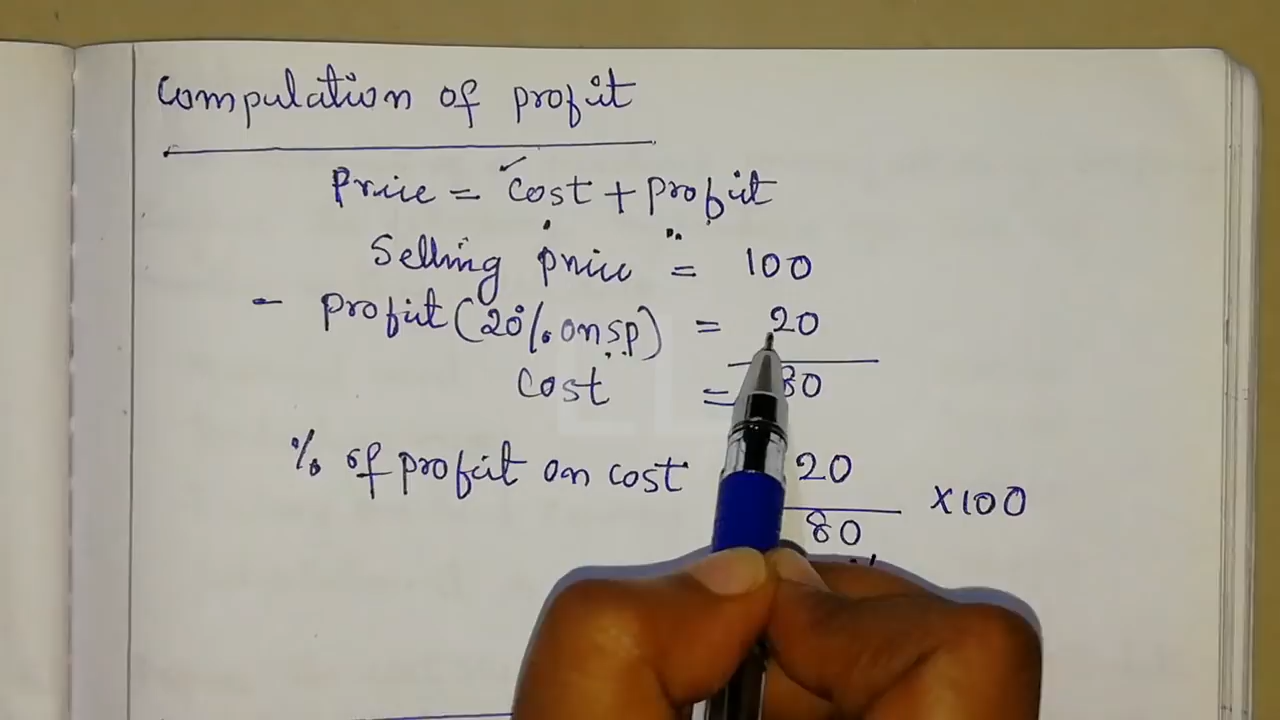 Computation of profit
Price = Cost + profit
Selling price = 100
- profit (20% on SP) = 20
Cost = 80
% of profit on cost 20/80 ×100